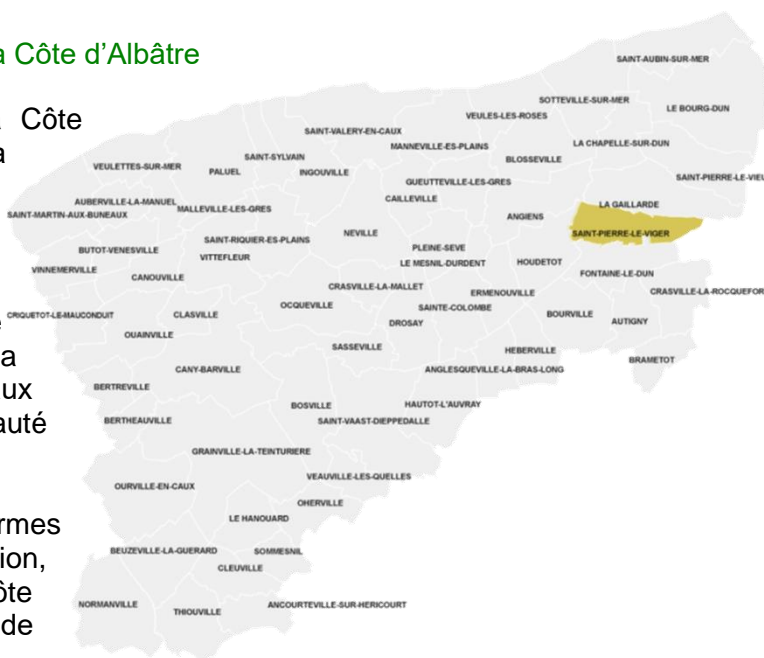 a Côte d'Albâtre
Côte
a
a
ux
auté
rmes
ion,
ôte
de
SAINT-AUBIN-SUR-MER
SOTTEVILLE-SUR-MER
LE BOURG-DUN
VEULES-LES-ROSES
SAINT-VALERY-EN-CAUX
MANNEVILLE-ES-PLAINS
LA CHAPELLE-SUR-DUN
SAINT-SYLVAIN
BLOSSEVILLE
VEULETTES-SUR-MER
PALUEL
INGOUVILLE
SAINT-PIERRE-LE-VIEU
GUEUTTEVILLE-LES-GRES
AUBERVILLE-LA-MANUEL
CAILLEVILLE
LA GAILLARDE
MALLEVILLE-LES-GRES
SAINT-MARTIN-AUX-BUNEAUX
ANGIENS
NEVILLE
SAINT-PIERRE-LE-VIGER
SAINT-RIQUIER-ES-PLAINS
BUTOT-VENESVILLE
PLEINE-SEVE
VITTEFLEUR
LE MESNIL-DURDENT
HOUDETOT
VINNEMERVILLE
FONTAINE-LE-DUN
CANOUVILLE
CRASVILLE-LA-MALLET
ERMENOUVILLE
CRASVILLE-LA-ROCQUEFOR
OCQUEVILLE
SAINTE-COLOMBE
CRIQUETOT-LE-MAUCONDUIT
CLASVILLE
BOURVILLE
DROSAY
AUTIGNY
OUAINVILLE
SASSEVILLE
HEBERVILLE
BRAMETOT
CANY-BARVILLE
ANGLESQUEVILLE-LA-BRAS-LONG
BERTREVILLE
BOSVILLE
HAUTOT-L'AUVRAY
BERTHEAUVILLE
SAINT-VAAST-DIEPPEDALLE
GRAINVILLE-LA-TEINTURIERE
VEAUVILLE-LES-QUELLES
OURVILLE-EN-CAUX
OHERVILLE
LE HANOUARD
BEUZEVILLE-LA-GUERARD
SOMMESNIL
CLEUVILLE
NORMANVILLE
THIOUVILLE
ANCOURTEVILLE-SUR-HERICOURT